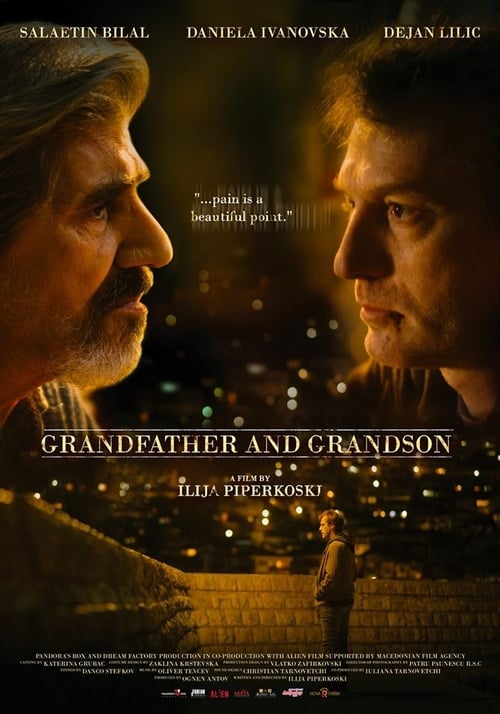 SALAETIN BILAL DANIELA IVANOVSKA DEJAN LILIC
"...pain is a
beautiful point."
GRANDFATHER AND GRANDSON
A FILM BY
ILIJA PIPERKOSKI
PANDORA'S BOX AND DREAM FACTORY PRODUCTION IN CO-PRODUCTION WITH ALIEN FILM SUPPORTED BY MACEDONIAN FILM AGENCY
CASTING BY KATERINA GRUBAC COSTUME DESIGN BY ZAKLINA KRSTEVSKA PRODUCTION DESIGN BY VLATKO ZAFIRKOVSKI DIRECTOR OF PHOTOGRAPHY BY PATRU PAUNESCU R.S.C
EDITED BY DANCO STEFKOV MUSIC BY OLIVER TEVCEV SOUND DESIGN CHRISTIAN TARNOVETCHI CO-PRODUCED BY IULIANA TARNOVETCHI
PRODUCED BY OGNEN ANTOV WRITTEN AND DIRECTED BY ILIJA PIPERKOSKI
ALIEN NOVA RIVIERA